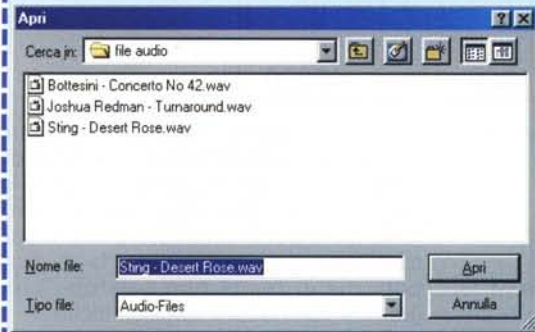 Apri
Cerca in: file audio
Bottesini - Concerto No 42.wav
Joshua Redman - Turnaround.wav
Sting - Desert Rose.wav
Nome file: Sting - Desert Rose.wav Apri
Tipo file: Audio-Files Annulla